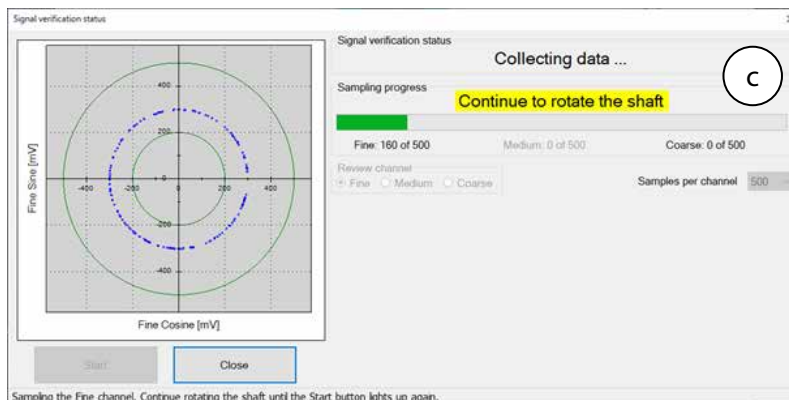 Signal verification status
Signal verification status
Collecting data ...
C
Sampling progress
Continue to rotate the shaft
Fine: 160 of 500 Medium: 0 of 500 Coarse: 0 of 500
Review channel
Fine Medium Coarse
Samples per channel 500
Fine Sine [mV]
400
200
0
-200
-400
-400 -200 0 200 400
Fine Cosine [mV]
Start Close
Sampling the Fine channel. Continue rotating the shaft until the Start button lights up again.